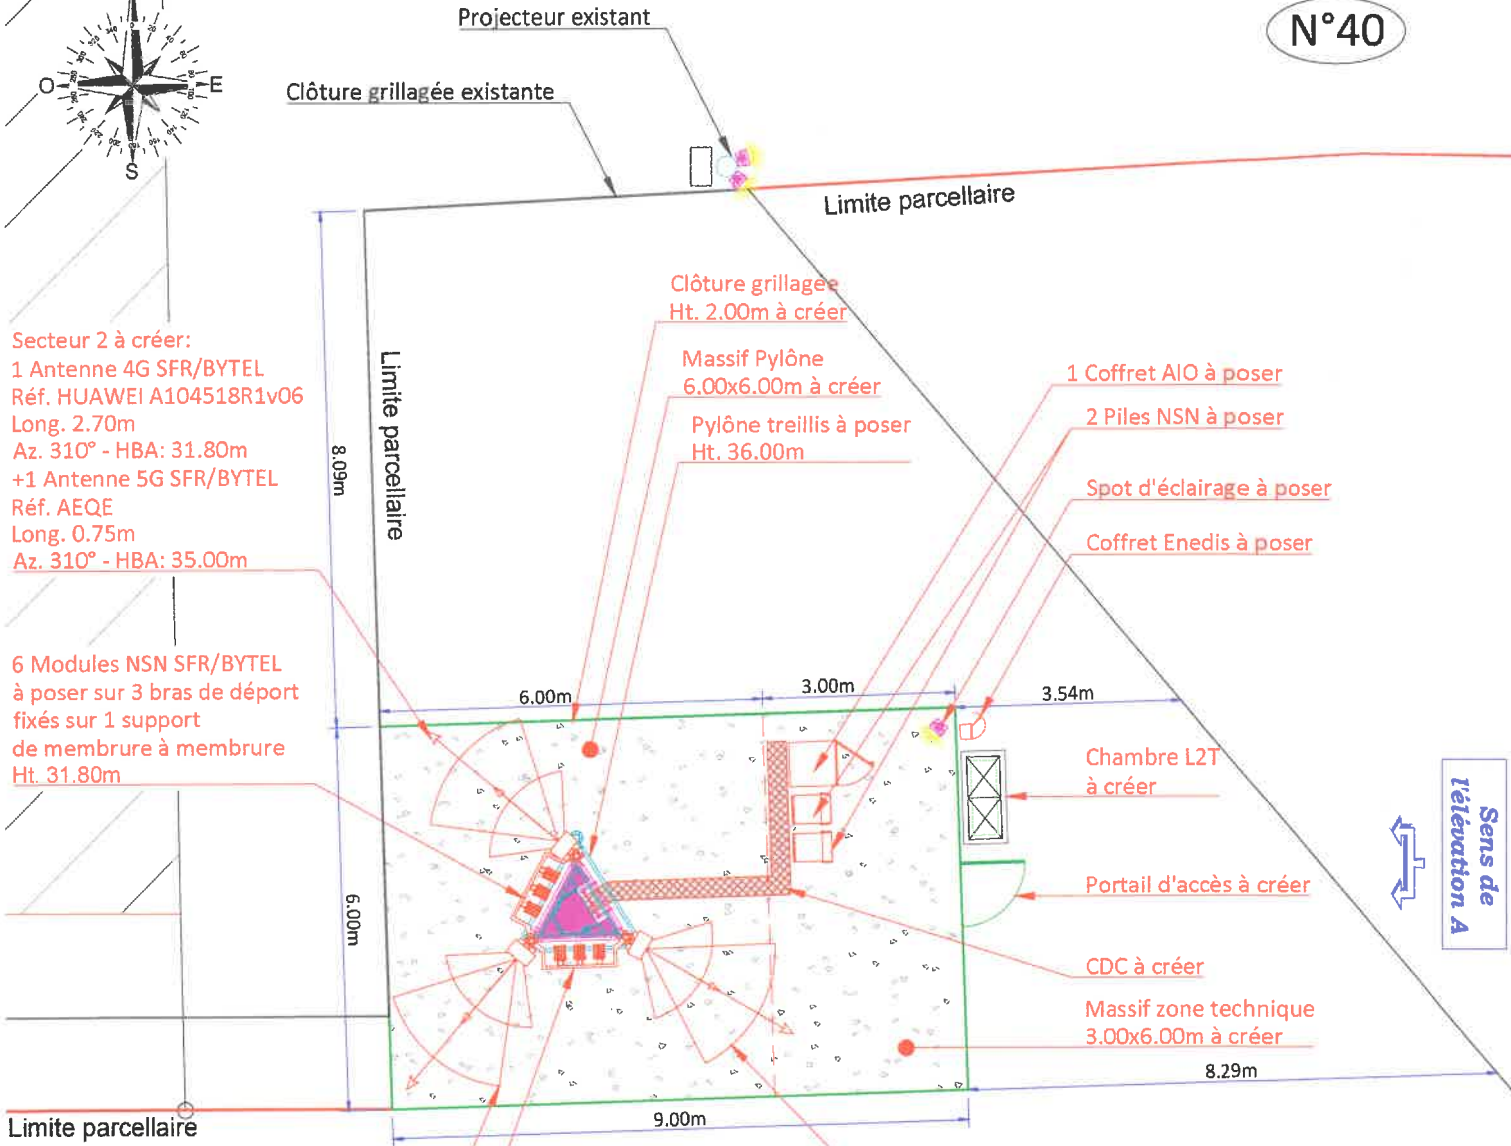 Projecteur existant
N°40
Clôture grillagée existante
O
E
S
Limite parcellaire
Clôture grillagée
Ht. 2.00m à créer
Secteur 2 à créer:
1 Antenne 4G SFR/BYTEL
Réf. HUAWEI A104518R1v06
Long. 2.70m
Az. 310° - HBA: 31.80m
+1 Antenne 5G SFR/BYTEL
Réf. AEQE
Long. 0.75m
Az. 310° - HBA: 35.00m
Limite parcellaire
8.09m
Massif Pylône
6.00x6.00m à créer
Pylône treillis à poser
Ht. 36.00m
1 Coffret AIO à poser
2 Piles NSN à poser
Spot d'éclairage à poser
Coffret Enedis à poser
6 Modules NSN SFR/BYTEL
à poser sur 3 bras de déport
fixés sur 1 support
de membrure à membrure
Ht. 31.80m
6.00m
3.00m
3.54m
Chambre L2T
à créer
Sens de
l'élévation A
Portail d'accès à créer
6.00m
CDC à créer
Massif zone technique
3.00x6.00m à créer
8.29m
9.00m
Limite parcellaire